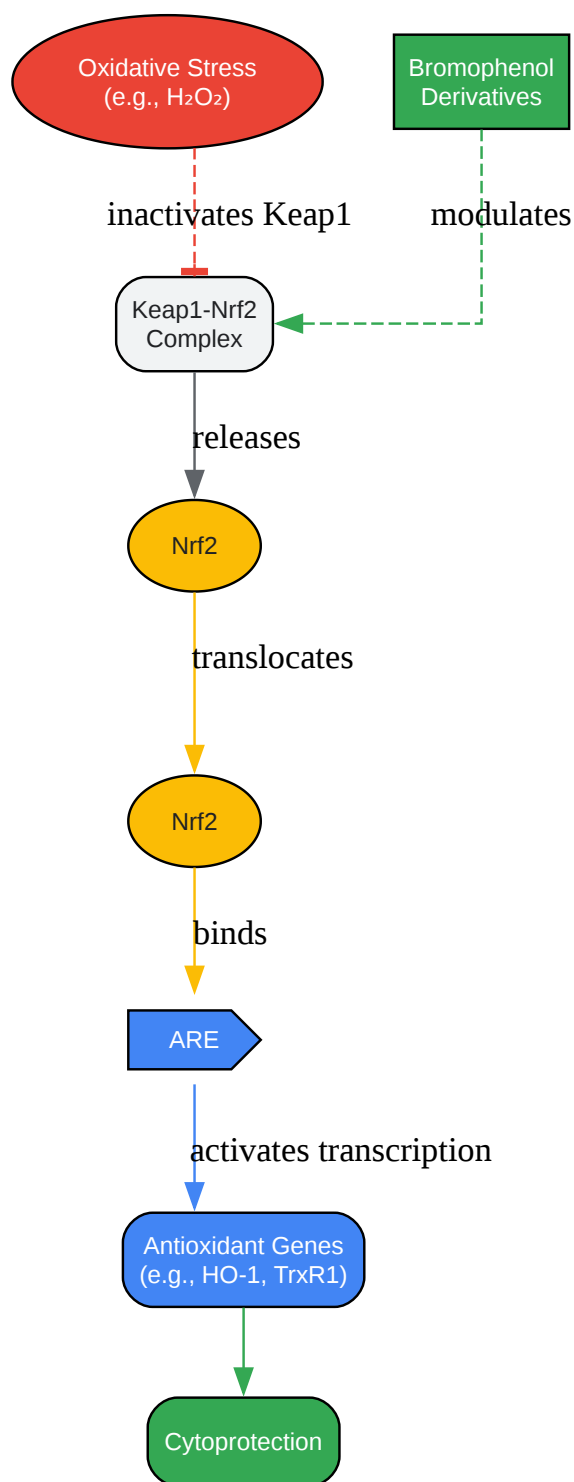 Oxidative Stress
(e.g., H₂O₂)
Bromophenol
Derivatives
inactivates Keap1
modulates
Keap1-Nrf2
Complex
releases
Nrf2
translocates
Nrf2
binds
ARE
activates transcription
Antioxidant Genes
(e.g., HO-1, TrxR1)
Cytoprotection